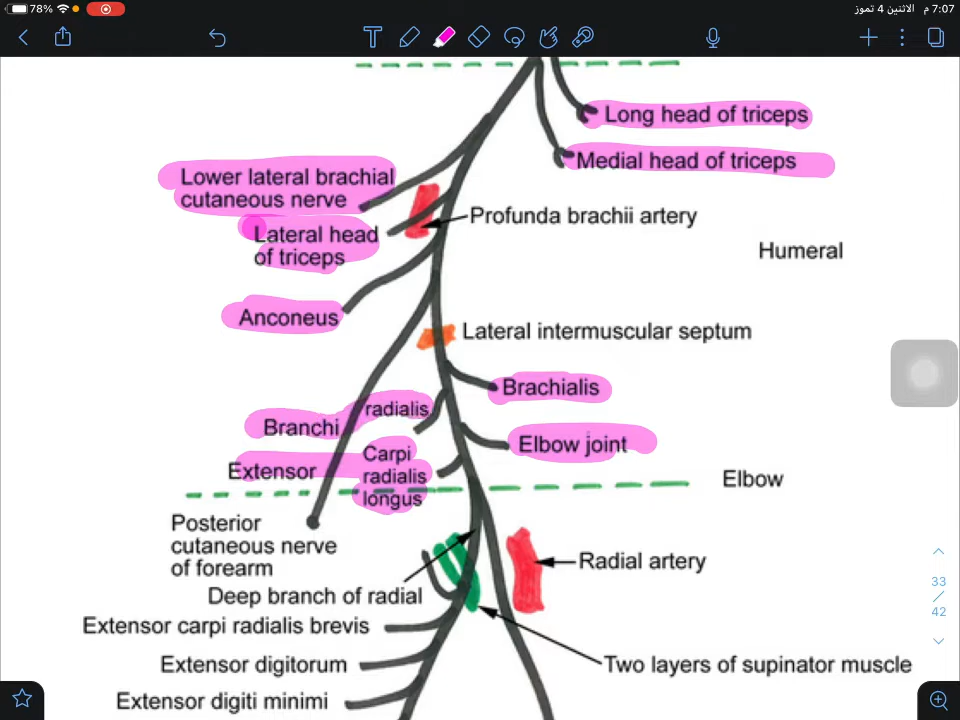 78%
7:07 م الاثنين 4 تموز
Long head of triceps
Medial head of triceps
Lower lateral brachial
cutaneous nerve
Profunda brachii artery
Lateral head
of triceps
Humeral
Anconeus
Lateral intermuscular septum
Brachialis
Branchi radialis
Elbow joint
Extensor Carpi
radialis
longus
Elbow
Posterior
cutaneous nerve
of forearm
Radial artery
Deep branch of radial
Extensor carpi radialis brevis
Extensor digitorum
Two layers of supinator muscle
Extensor digiti minimi
33
/
42